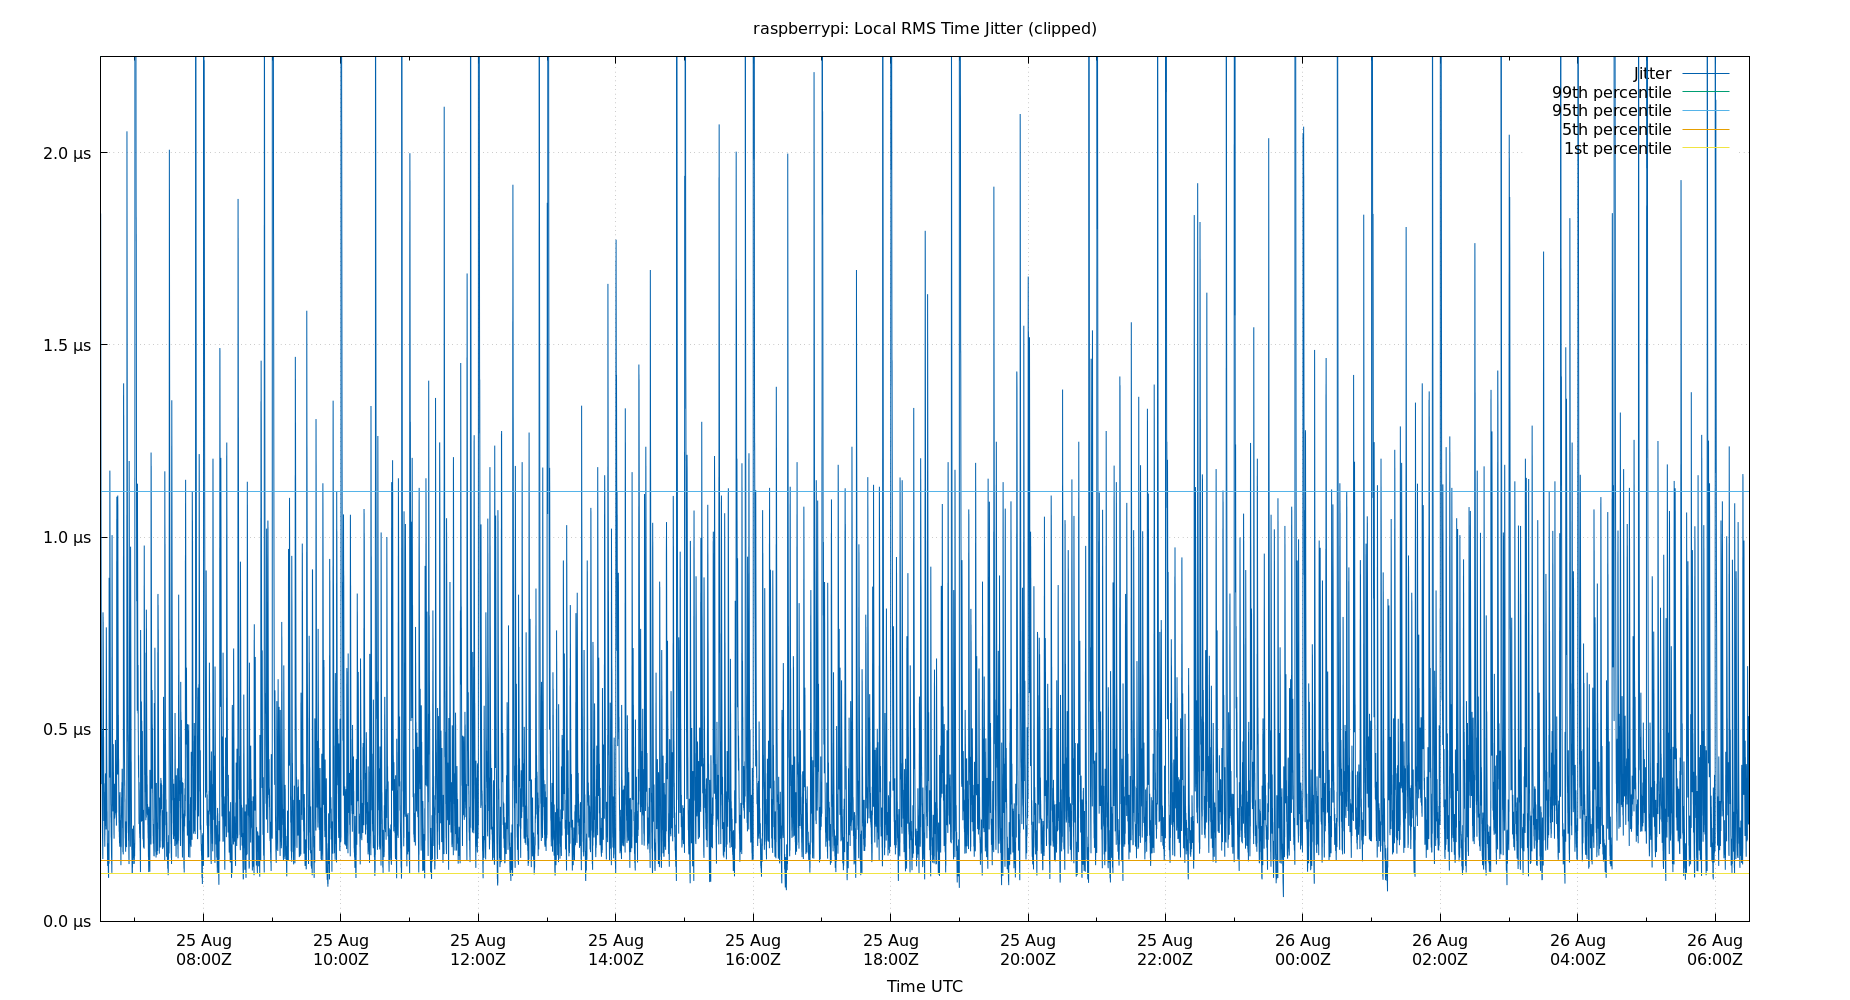 raspberrypi: Local RMS Time Jitter (clipped)
Jitter
99th percentile
95th percentile
5th percentile
1st percentile
2.0 µs
1.5 µs
1.0 µs
0.5 µs
0.0 µs
25 Aug 25 Aug 25 Aug 25 Aug 25 Aug 25 Aug 25 Aug 25 Aug 26 Aug 26 Aug 26 Aug 26 Aug
08:00Z 10:00Z 12:00Z 14:00Z 16:00Z 18:00Z 20:00Z 22:00Z 00:00Z 02:00Z 04:00Z 06:00Z
Time UTC